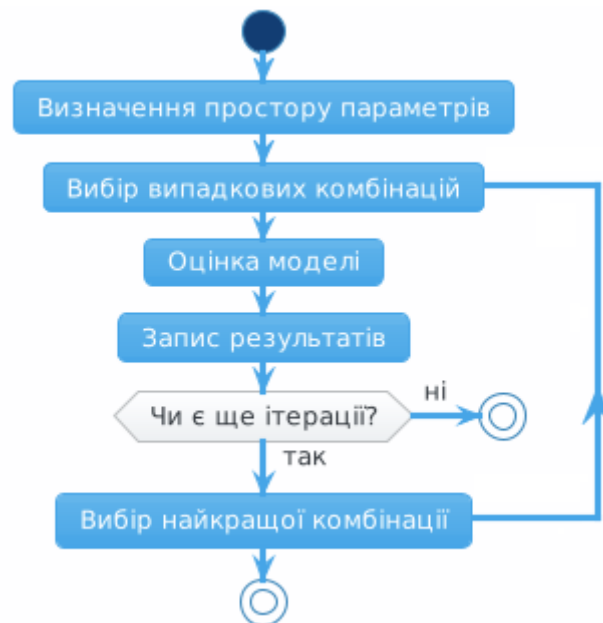 Визначення простору параметрів
Вибір випадкових комбінацій
Оцінка моделі
Запис результатів
Чи є ще ітерації?
ні
так
Вибір найкращої комбінації